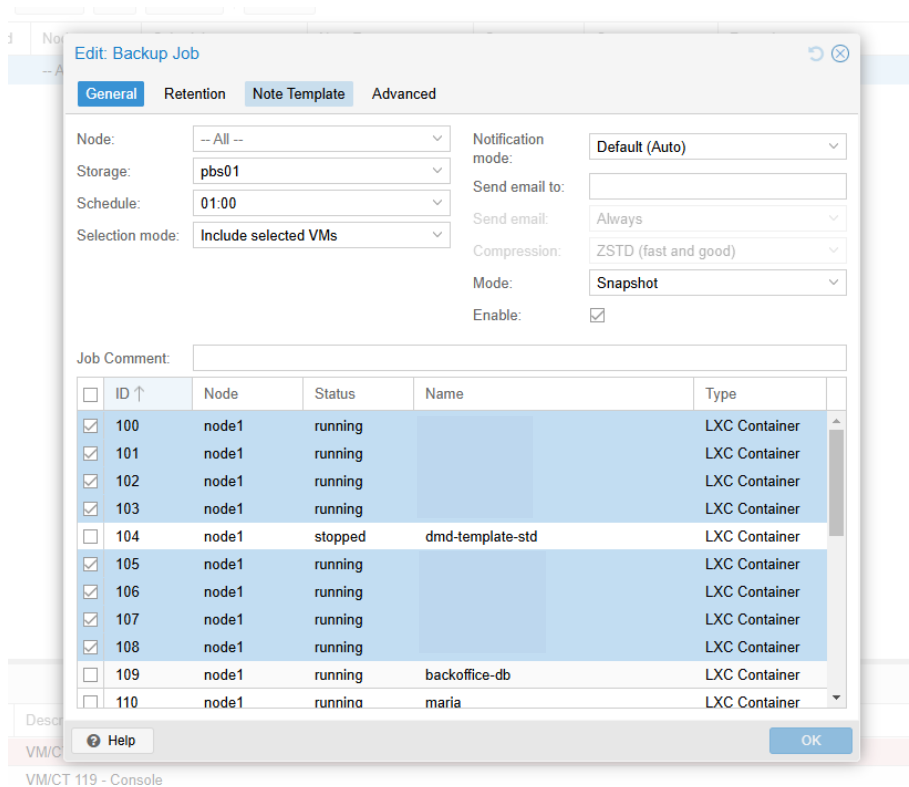 Edit: Backup Job
General Retention Note Template Advanced
Node: -- All --
Storage: pbs01
Schedule: 01:00
Selection mode: Include selected VMs
Notification mode: Default (Auto)
Send email to:
Send email: Always
Compression: ZSTD (fast and good)
Mode: Snapshot
Enable:
Job Comment:
ID Node Status Name Type
100 node1 running LXC Container
101 node1 running LXC Container
102 node1 running LXC Container
103 node1 running LXC Container
104 node1 stopped dmd-template-std LXC Container
105 node1 running LXC Container
106 node1 running LXC Container
107 node1 running LXC Container
108 node1 running LXC Container
109 node1 running backoffice-db LXC Container
110 node1 running maria LXC Container
Help OK
VM/CT 119 - Console